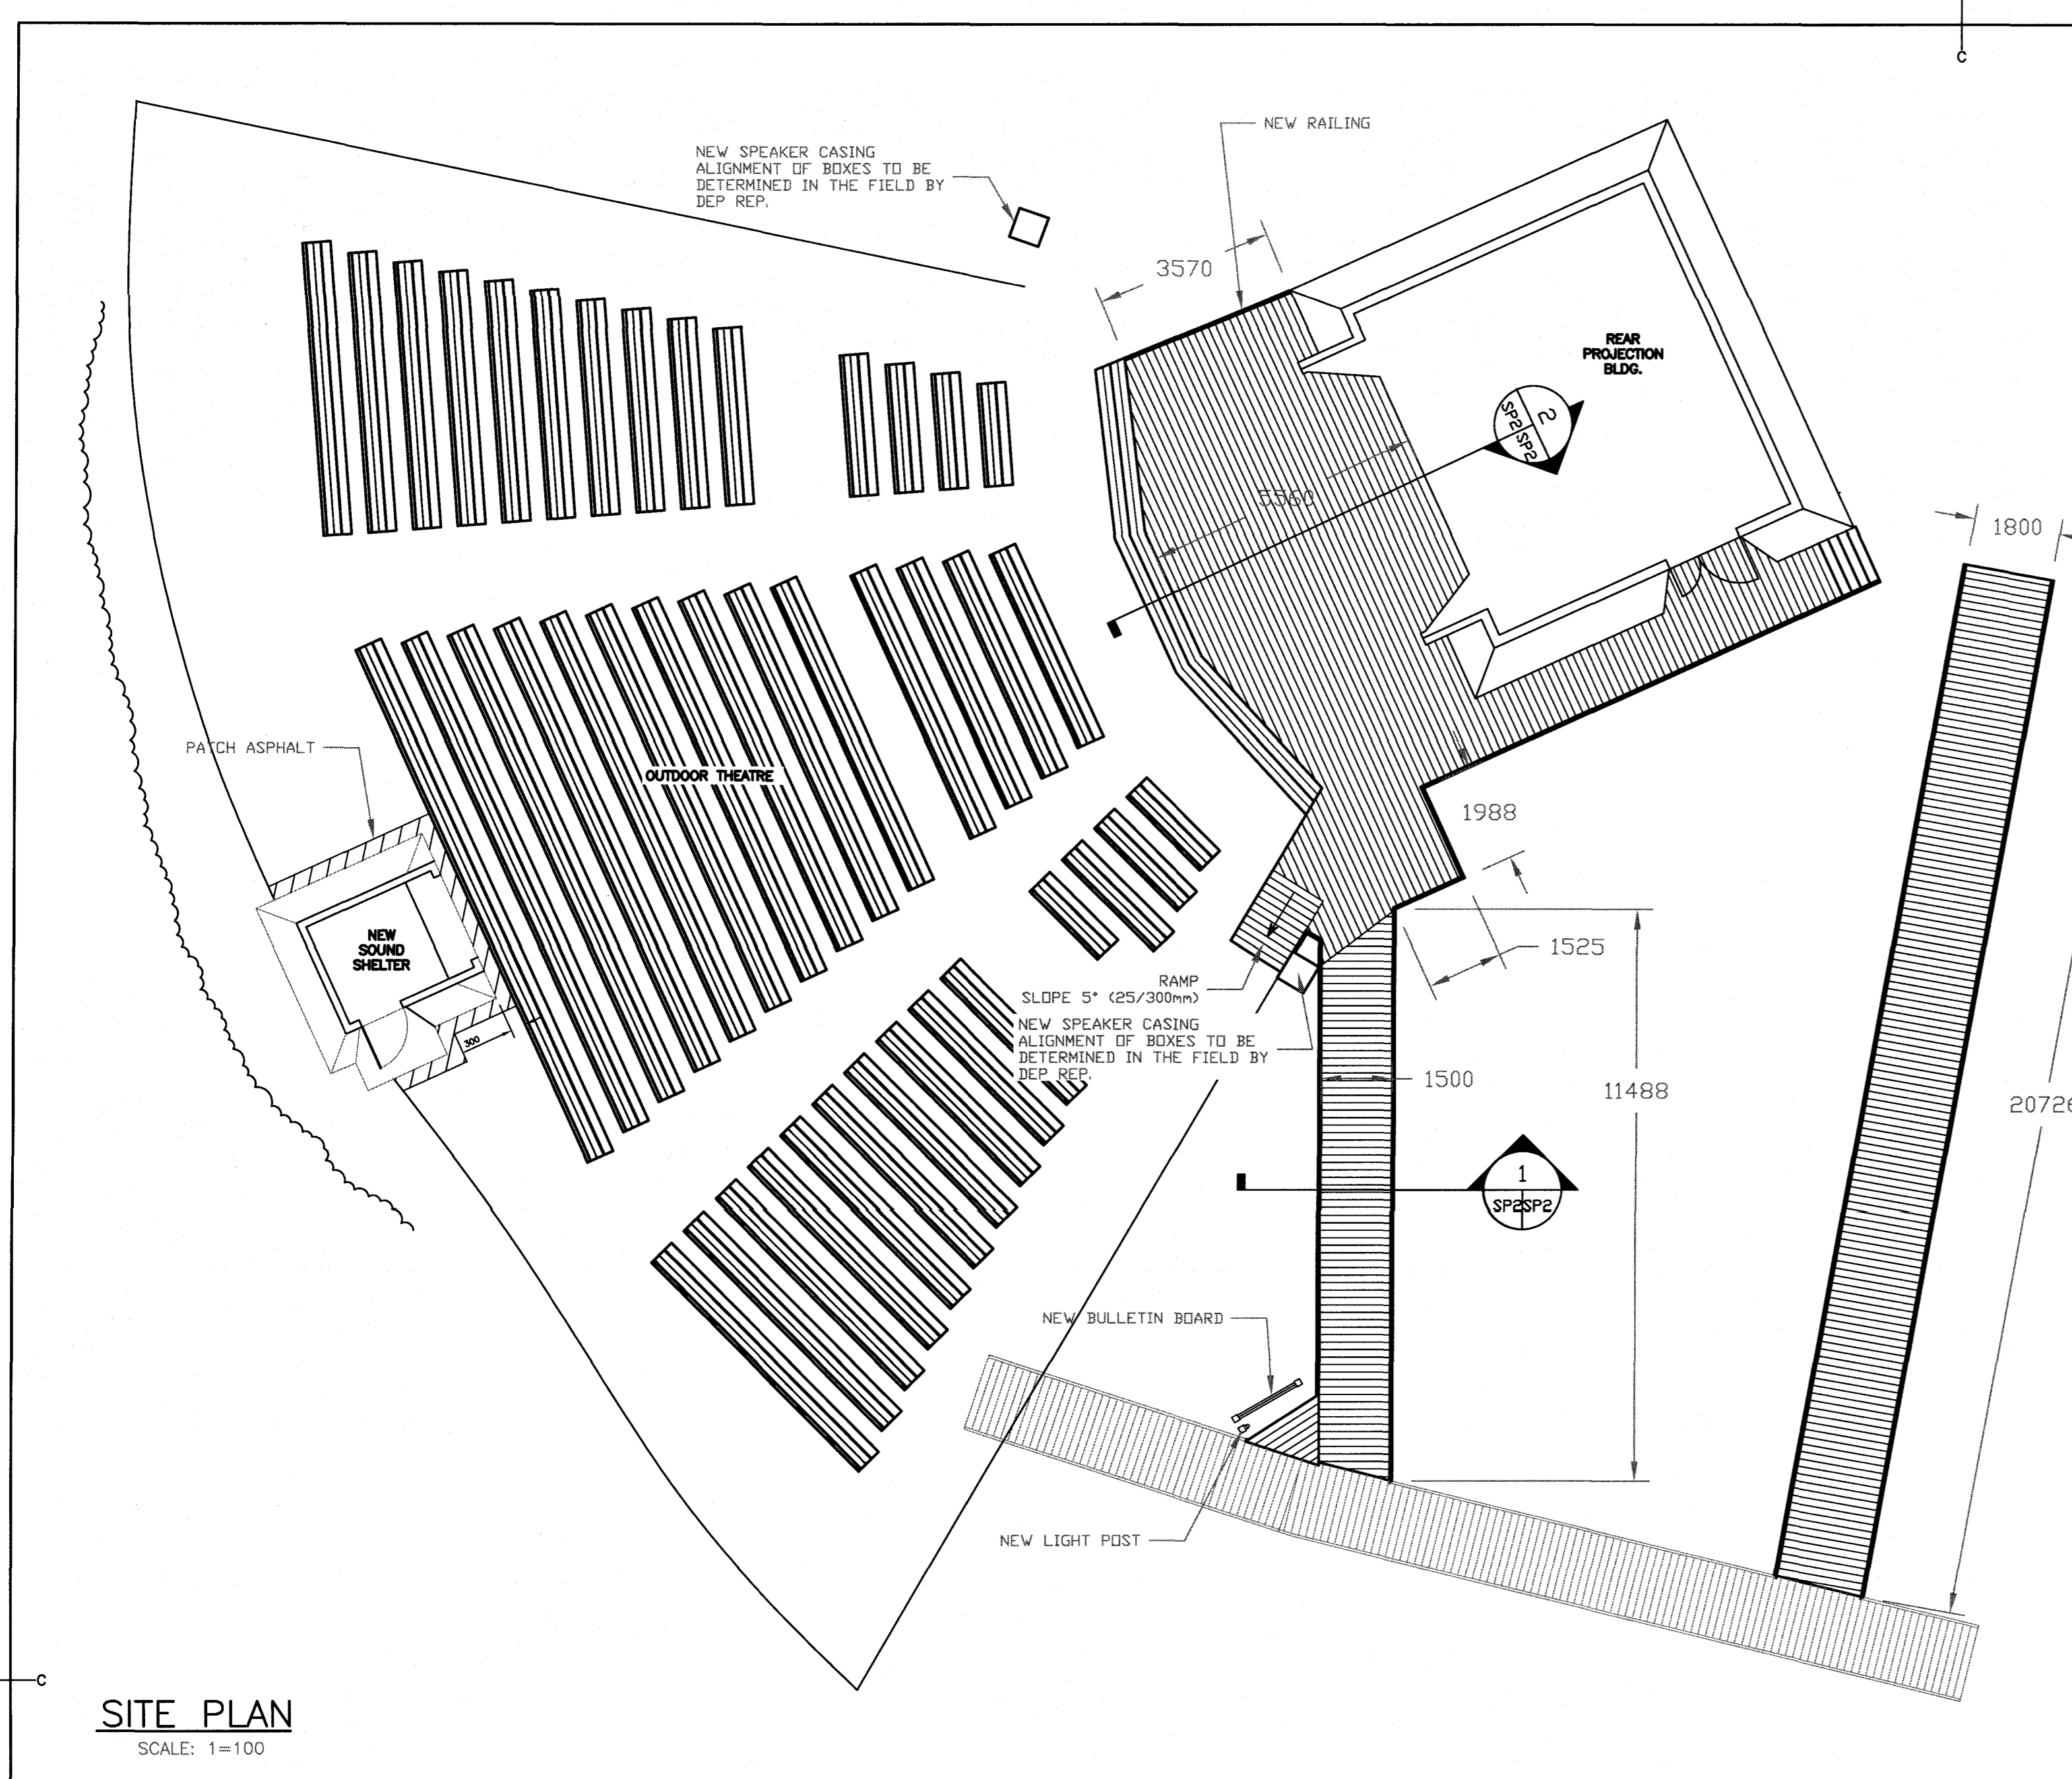 C
NEW RAILING
NEW SPEAKER CASING
ALIGNMENT OF BOXES TO BE
DETERMINED IN THE FIELD BY
DEP REP.
3570
REAR
PROJECTION
BLDG.
2
SP2 SP2
5560
1800
PATCH ASPHALT
OUTDOOR THEATRE
1988
NEW
SOUND
SHELTER
1525
RAMP
SLOPE 5° (25/300mm)
NEW SPEAKER CASING
ALIGNMENT OF BOXES TO BE
DETERMINED IN THE FIELD BY
DEP REP.
300
1500
11488
20726
1
SP2SP2
NEW BULLETIN BOARD
NEW LIGHT POST
C
SITE PLAN
SCALE: 1=100